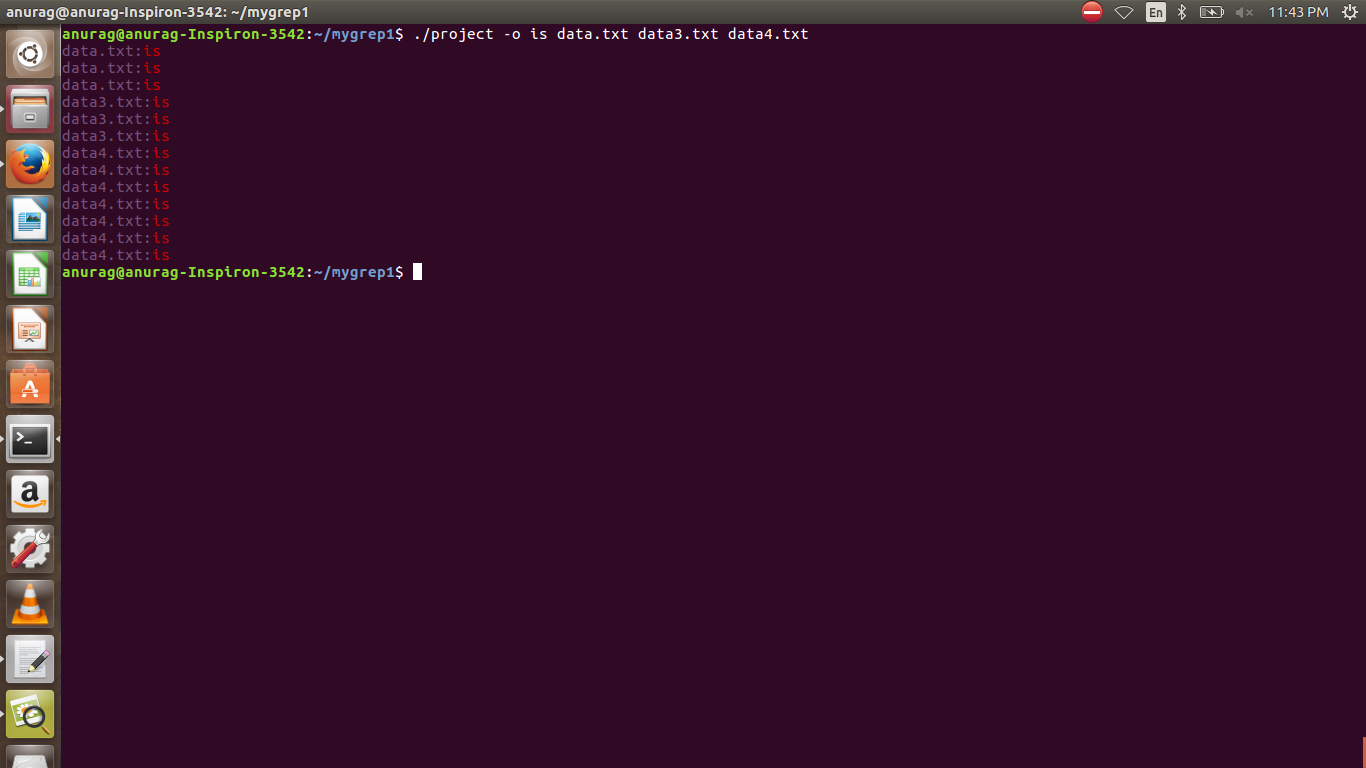 anurag@anurag-Inspiron-3542: ~/mygrep1
En
11:43 PM
anurag@anurag-Inspiron-3542:~/mygrep1$ ./project -o is data.txt data3.txt data4.txt
data.txt:is
data.txt:is
data.txt:is
data3.txt:is
data3.txt:is
data3.txt:is
data4.txt:is
data4.txt:is
data4.txt:is
data4.txt:is
data4.txt:is
data4.txt:is
data4.txt:is
anurag@anurag-Inspiron-3542:~/mygrep1$